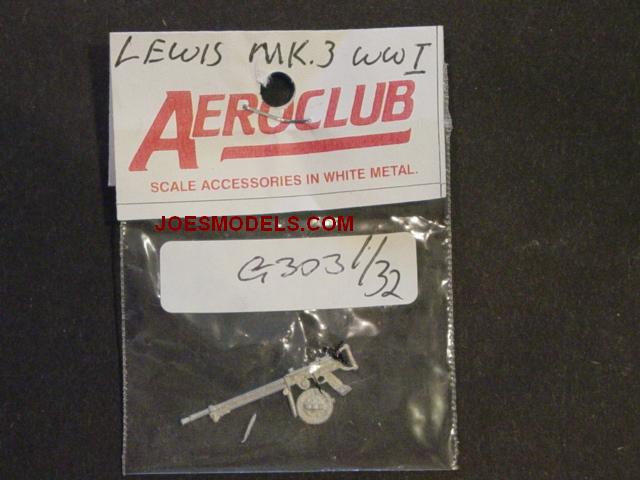 LEWIS MK.3 WWI
AEROCLUB
SCALE ACCESSORIES IN WHITE METAL.
JOESMODELS.COM
G303 1/32